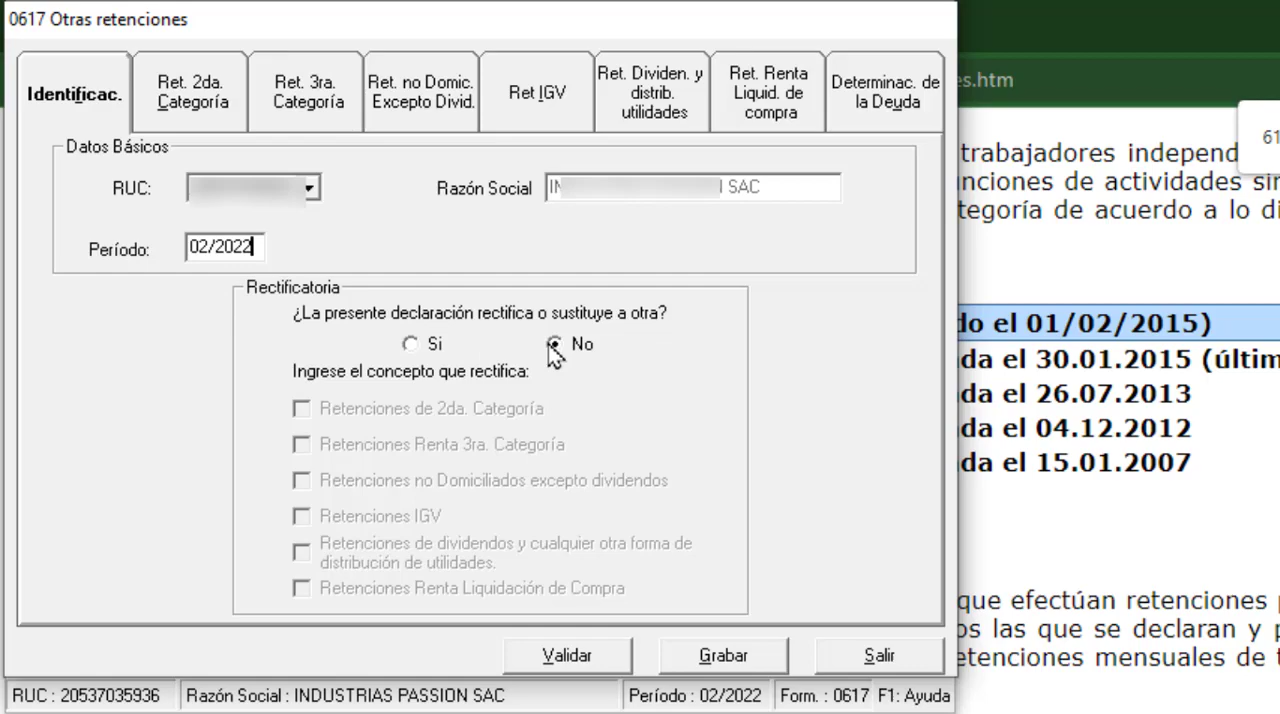 0617 Otras retenciones
Identificac.
Ret. 2da. Categoría
Ret. 3ra. Categoría
Ret. no Domic. Excepto Divid.
Ret IGV
Ret. Dividen. y distrib. utilidades
Ret. Renta Liquid. de compra
Determinac. de la Deuda
es.htm
61
Datos Básicos
RUC:
Razón Social
SAC
Período:
02/2022
Rectificatoria
¿La presente declaración rectifica o sustituye a otra?
Si
No
Ingrese el concepto que rectifica:
Retenciones de 2da. Categoría
Retenciones Renta 3ra. Categoría
Retenciones no Domiciliados excepto dividendos
Retenciones IGV
Retenciones de dividendos y cualquier otra forma de
distribución de utilidades.
Retenciones Renta Liquidación de Compra
Validar
Grabar
Salir
RUC : 20537035936
Razón Social : INDUSTRIAS PASSION SAC
Período : 02/2022
Form. : 0617
F1: Ayuda
trabajadores independ
nciones de actividades sin
tegoría de acuerdo a lo di
do el 01/02/2015)
da el 30.01.2015 (últim
da el 26.07.2013
da el 04.12.2012
da el 15.01.2007
que efectúan retenciones p
os las que se declaran y p
etenciones mensuales de t